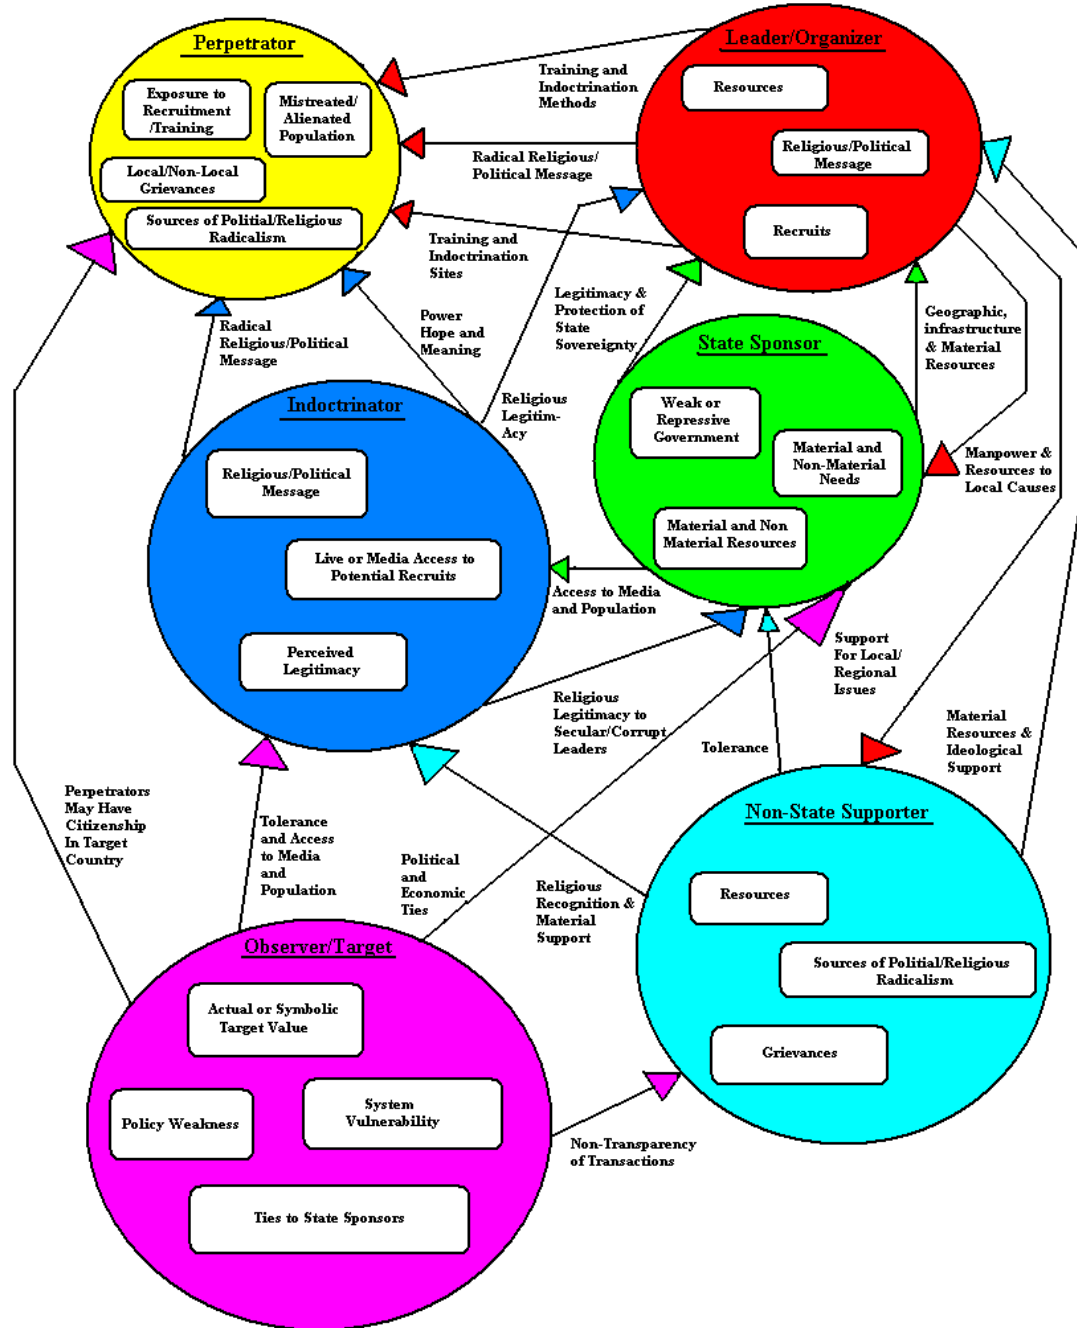 Perpetrator
Exposure to
Recruitment
/Training
Mistreated/
Alienated
Population
Local/Non-Local
Grievances
Sources of Politial/Religious
Radicalism
Leader/Organizer
Resources
Religious/Political
Message
Recruits
Training and
Indoctrination
Methods
Radical Religious/
Political Message
Training and
Indoctrination
Sites
Legitimacy &
Protection of
State
Sovereignty
Geographic,
infrastructure
& Material
Resources
Radical
Religious/Political
Message
Power
Hope and
Meaning
Religious
Legitim-
Acy
State Sponsor
Weak or
Repressive
Government
Material and
Non-Material
Needs
Material and Non
Material Resources
Manpower &
Resources to
Local Causes
Indoctrinator
Religious/Political
Message
Live or Media Access to
Potential Recruits
Perceived
Legitimacy
Access to Media
and Population
Support
For Local/
Regional
Issues
Religious
Legitimacy to
Secular/Corrupt
Leaders
Tolerance
Material
Resources &
Ideological
Support
Perpetrators
May Have
Citizenship
In Target
Country
Tolerance
and Access
to Media
and
Population
Political
and
Economic
Ties
Religious
Recognition &
Material
Support
Non-State Supporter
Resources
Sources of Politial/Religious
Radicalism
Grievances
Observer/Target
Actual or Symbolic
Target Value
Policy Weakness
System
Vulnerability
Ties to State Sponsors
Non-Transparency
of Transactions